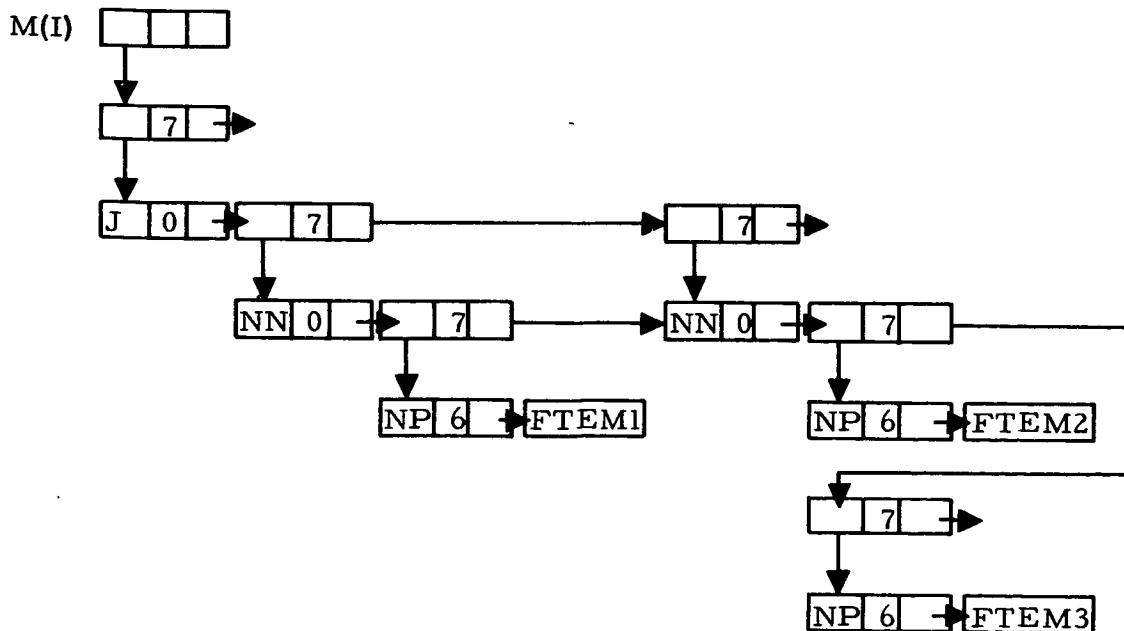 M(I)
7
J 0 7 7
NN 0 7 NN 0 7
NP 6 FTEM1 NP 6 FTEM2
7
NP 6 FTEM3